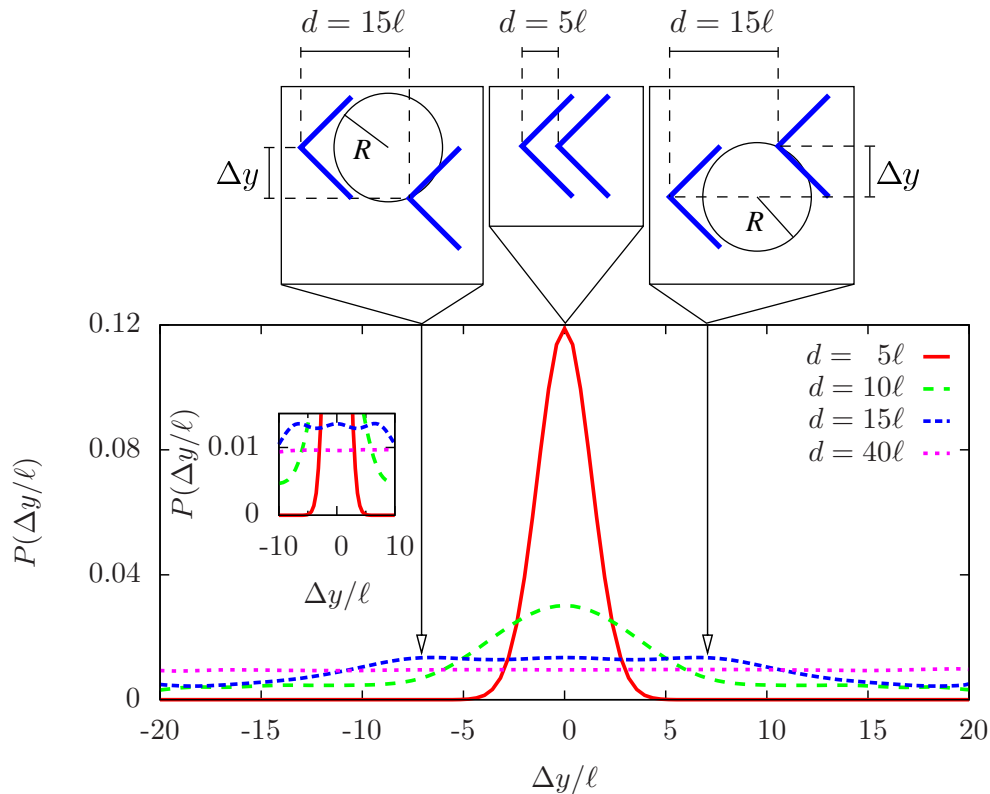 d = 15ℓ d = 5ℓ d = 15ℓ
R
Δy
Δy
R
0.12
0.08
0.04
0
P(Δy/ℓ)
d = 5ℓ
d = 10ℓ
d = 15ℓ
d = 40ℓ
P(Δy/ℓ)
0.01
0
-10 0 10
Δy/ℓ
-20 -15 -10 -5 0 5 10 15 20
Δy/ℓ